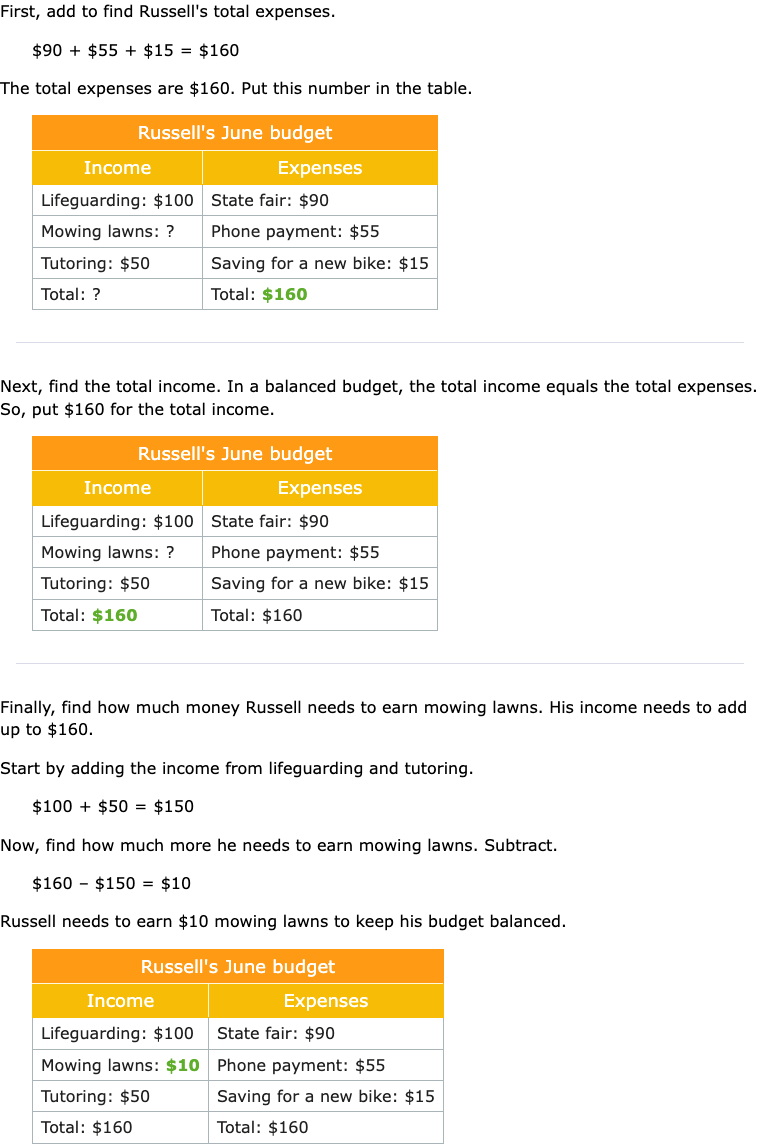 First, add to find Russell's total expenses.
$90 + $55 + $15 = $160
The total expenses are $160. Put this number in the table.
Russell's June budget
Income Expenses
Lifeguarding: $100 State fair: $90
Mowing lawns: ? Phone payment: $55
Tutoring: $50 Saving for a new bike: $15
Total: ? Total: $160
Next, find the total income. In a balanced budget, the total income equals the total expenses.
So, put $160 for the total income.
Russell's June budget
Income Expenses
Lifeguarding: $100 State fair: $90
Mowing lawns: ? Phone payment: $55
Tutoring: $50 Saving for a new bike: $15
Total: $160 Total: $160
Finally, find how much money Russell needs to earn mowing lawns. His income needs to add
up to $160.
Start by adding the income from lifeguarding and tutoring.
$100 + $50 = $150
Now, find how much more he needs to earn mowing lawns. Subtract.
$160 – $150 = $10
Russell needs to earn $10 mowing lawns to keep his budget balanced.
Russell's June budget
Income Expenses
Lifeguarding: $100 State fair: $90
Mowing lawns: $10 Phone payment: $55
Tutoring: $50 Saving for a new bike: $15
Total: $160 Total: $160